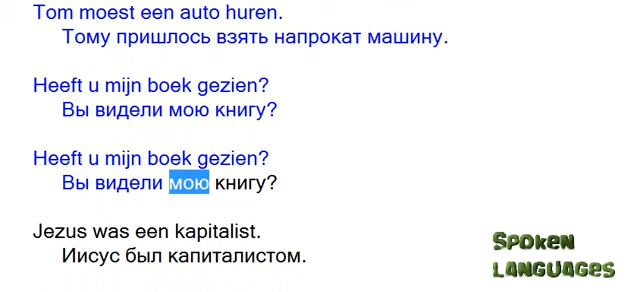 Tom moest een auto huren.
Тому пришлось взять напрокат машину.
Heeft u mijn boek gezien?
Вы видели мою книгу?
Heeft u mijn boek gezien?
Вы видели мою книгу?
Jezus was een kapitalist.
Иисус был капиталистом.
Spoken
Languages